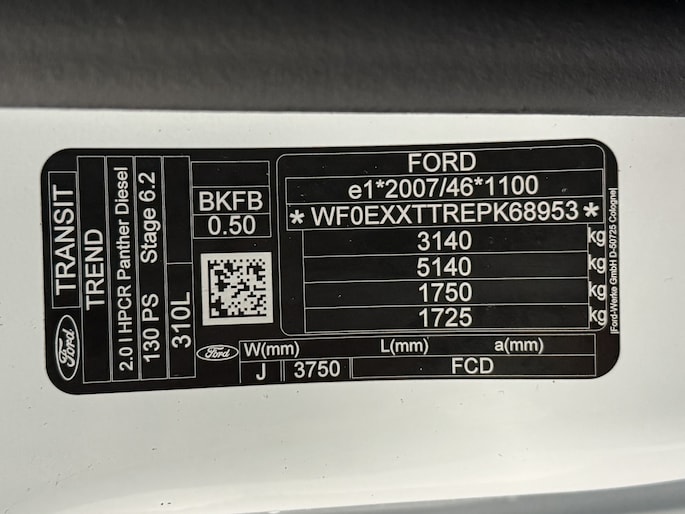 Ford
TRANSIT
TREND
2.0 l HPCR Panther Diesel
130 PS Stage 6.2
310L
BKFB
0.50
FORD
e1*2007/46*1100
* WF0EXXTTREPK68953 *
3140 kg
5140 kg
1750 kg
1725 kg
Ford-Werke GmbH D-50725 Cologne
Ford
W(mm) L(mm) a(mm)
J 3750 FCD